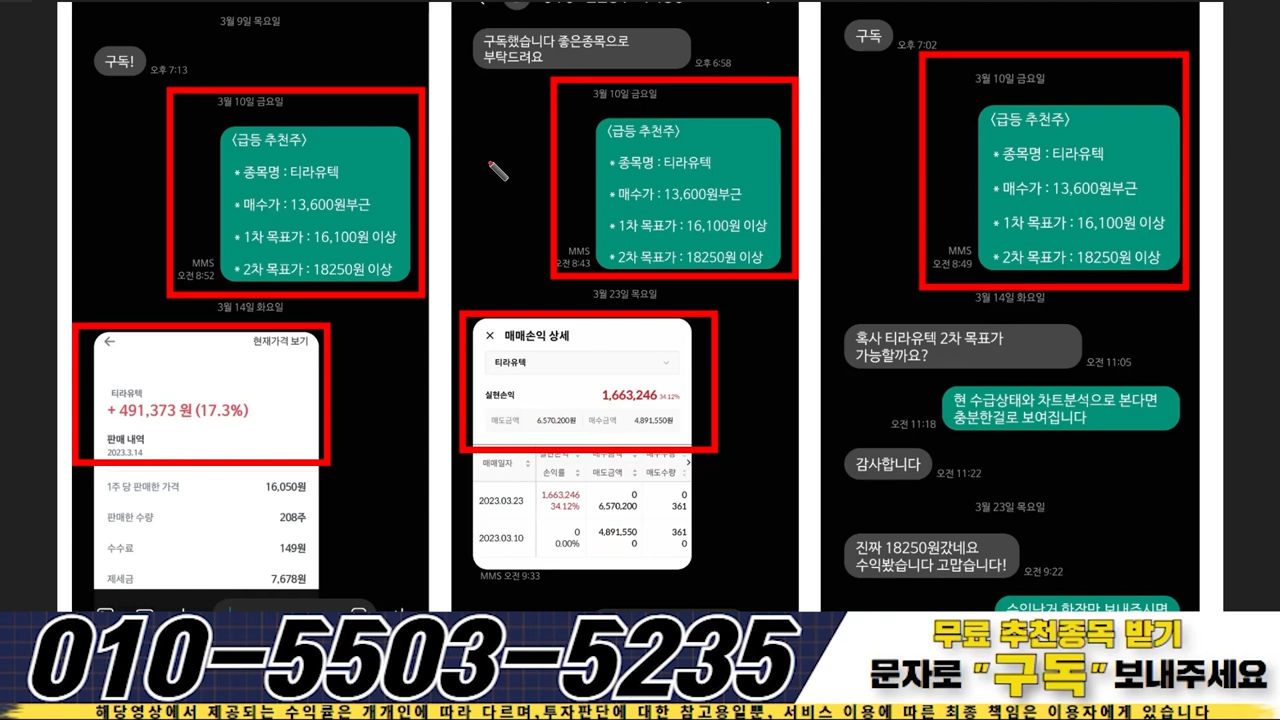 3월 9일 목요일
구독!
오후 7:13
3월 10일 금요일
〈급등 추천주〉
* 종목명 : 티라유텍
* 매수가 : 13,600원부근
* 1차 목표가 : 16,100원 이상
* 2차 목표가 : 18250원 이상
MMS
오전 8:52
3월 14일 화요일
현재가격 보기
티라유텍
+ 491,373 원 (17.3%)
판매 내역
2023.3.14
1주 당 판매한 가격 16,050원
판매한 수량 208주
수수료 149원
제세금 7,678원
구독했습니다 좋은종목으로
부탁드려요
오후 6:58
3월 10일 금요일
〈급등 추천주〉
* 종목명 : 티라유텍
* 매수가 : 13,600원부근
* 1차 목표가 : 16,100원 이상
* 2차 목표가 : 18250원 이상
MMS
오전 8:43
3월 23일 목요일
× 매매손익 상세
티라유텍
실현손익 1,663,246 34.12%
매도금액 6,570,200원 매수금액 4,891,550원
매매일자
손익률 매도금액 매도수량
2023.03.23 1,663,246 0 0
34.12% 6,570,200 361
2023.03.10 0 4,891,550 361
0.00% 0 0
MMS 오전 9:33
구독
오후 7:02
3월 10일 금요일
〈급등 추천주〉
* 종목명 : 티라유텍
* 매수가 : 13,600원부근
* 1차 목표가 : 16,100원 이상
* 2차 목표가 : 18250원 이상
MMS
오전 8:49
3월 14일 화요일
혹시 티라유텍 2차 목표가
가능할까요?
오전 11:05
현 수급상태와 차트분석으로 본다면
충분한걸로 보여집니다
오전 11:18
감사합니다
오전 11:22
3월 23일 목요일
진짜 18250원갔네요
수익봤습니다 고맙습니다!
오전 9:22
010-5503-5235
무료 추천종목 받기
문자로 "구독" 보내주세요
해당영상에서 제공되는 수익률은 개개인에 따라 다르며,투자판단에 대한 참고용일뿐, 서비스 이용에 따른 최종 책임은 이용자에게 있습니다